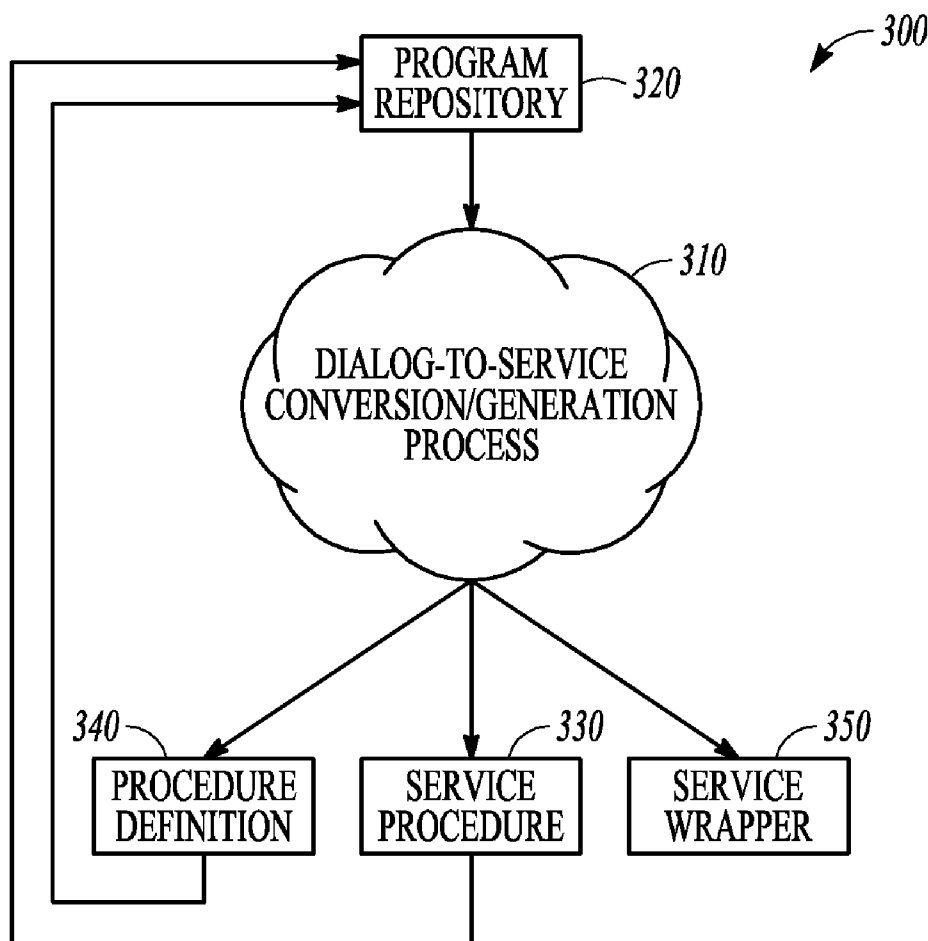 300
PROGRAM
REPOSITORY
320
310
DIALOG-TO-SERVICE
CONVERSION/GENERATION
PROCESS
340
330
350
PROCEDURE
DEFINITION
SERVICE
PROCEDURE
SERVICE
WRAPPER